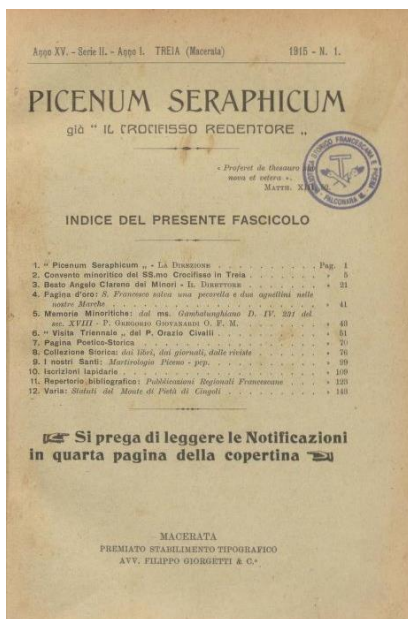 Anno XV. - Serie II. - Anno I. TREIA (Macerata) 1915 - N. 1.
PICENUM SERAPHICUM
già " IL CROCIFISSO REDENTORE „
« Proferet de thesauro
nova et vetera ».
MATTH.
INDICE DEL PRESENTE FASCICOLO
1. " Picenum Seraphicum „ - LA DIREZIONE . . . . . . . . . . Pag. 1
2. Convento minoritico del SS.mo Crocifisso in Treia . . . . . . . . » 5
3. Beato Angelo Clareno dei Minori - IL DIRETTORE . . . . . . . . » 21
4. Pagina d'oro: S. Francesco salva una pecorella e due agnellini nelle
nostre Marche . . . . . . . . . . » 41
5. Memorie Minoritiche: dal ms. Gambalunghiano D. IV. 231 del
sec. XVIII - P. GREGORIO GIOVANARDI O. F. M. . . . . . » 46
6. " Visita Triennale „ del P. Orazio Civalli . . . . . . . . » 51
7. Pagina Poetico-Storica . . . . . . . . . . » 70
8. Collezione Storica: dai libri, dai giornali, dalle riviste . . . . . . » 76
9. I nostri Santi: Martirologio Piceno - pcp. . . . . . . . . » 99
10. Iscrizioni lapidarie . . . . . . . . . . » 109
11. Repertorio bibliografico: Pubblicazioni Regionali Francescane . . . » 120
12. Varia: Statuti del Monte di Pietà di Cingoli . . . . . . . . » 140
Si prega di leggere le Notificazioni
in quarta pagina della copertina
MACERATA
PREMIATO STABILIMENTO TIPOGRAFICO
AVV. FILIPPO GIORGETTI & C.º